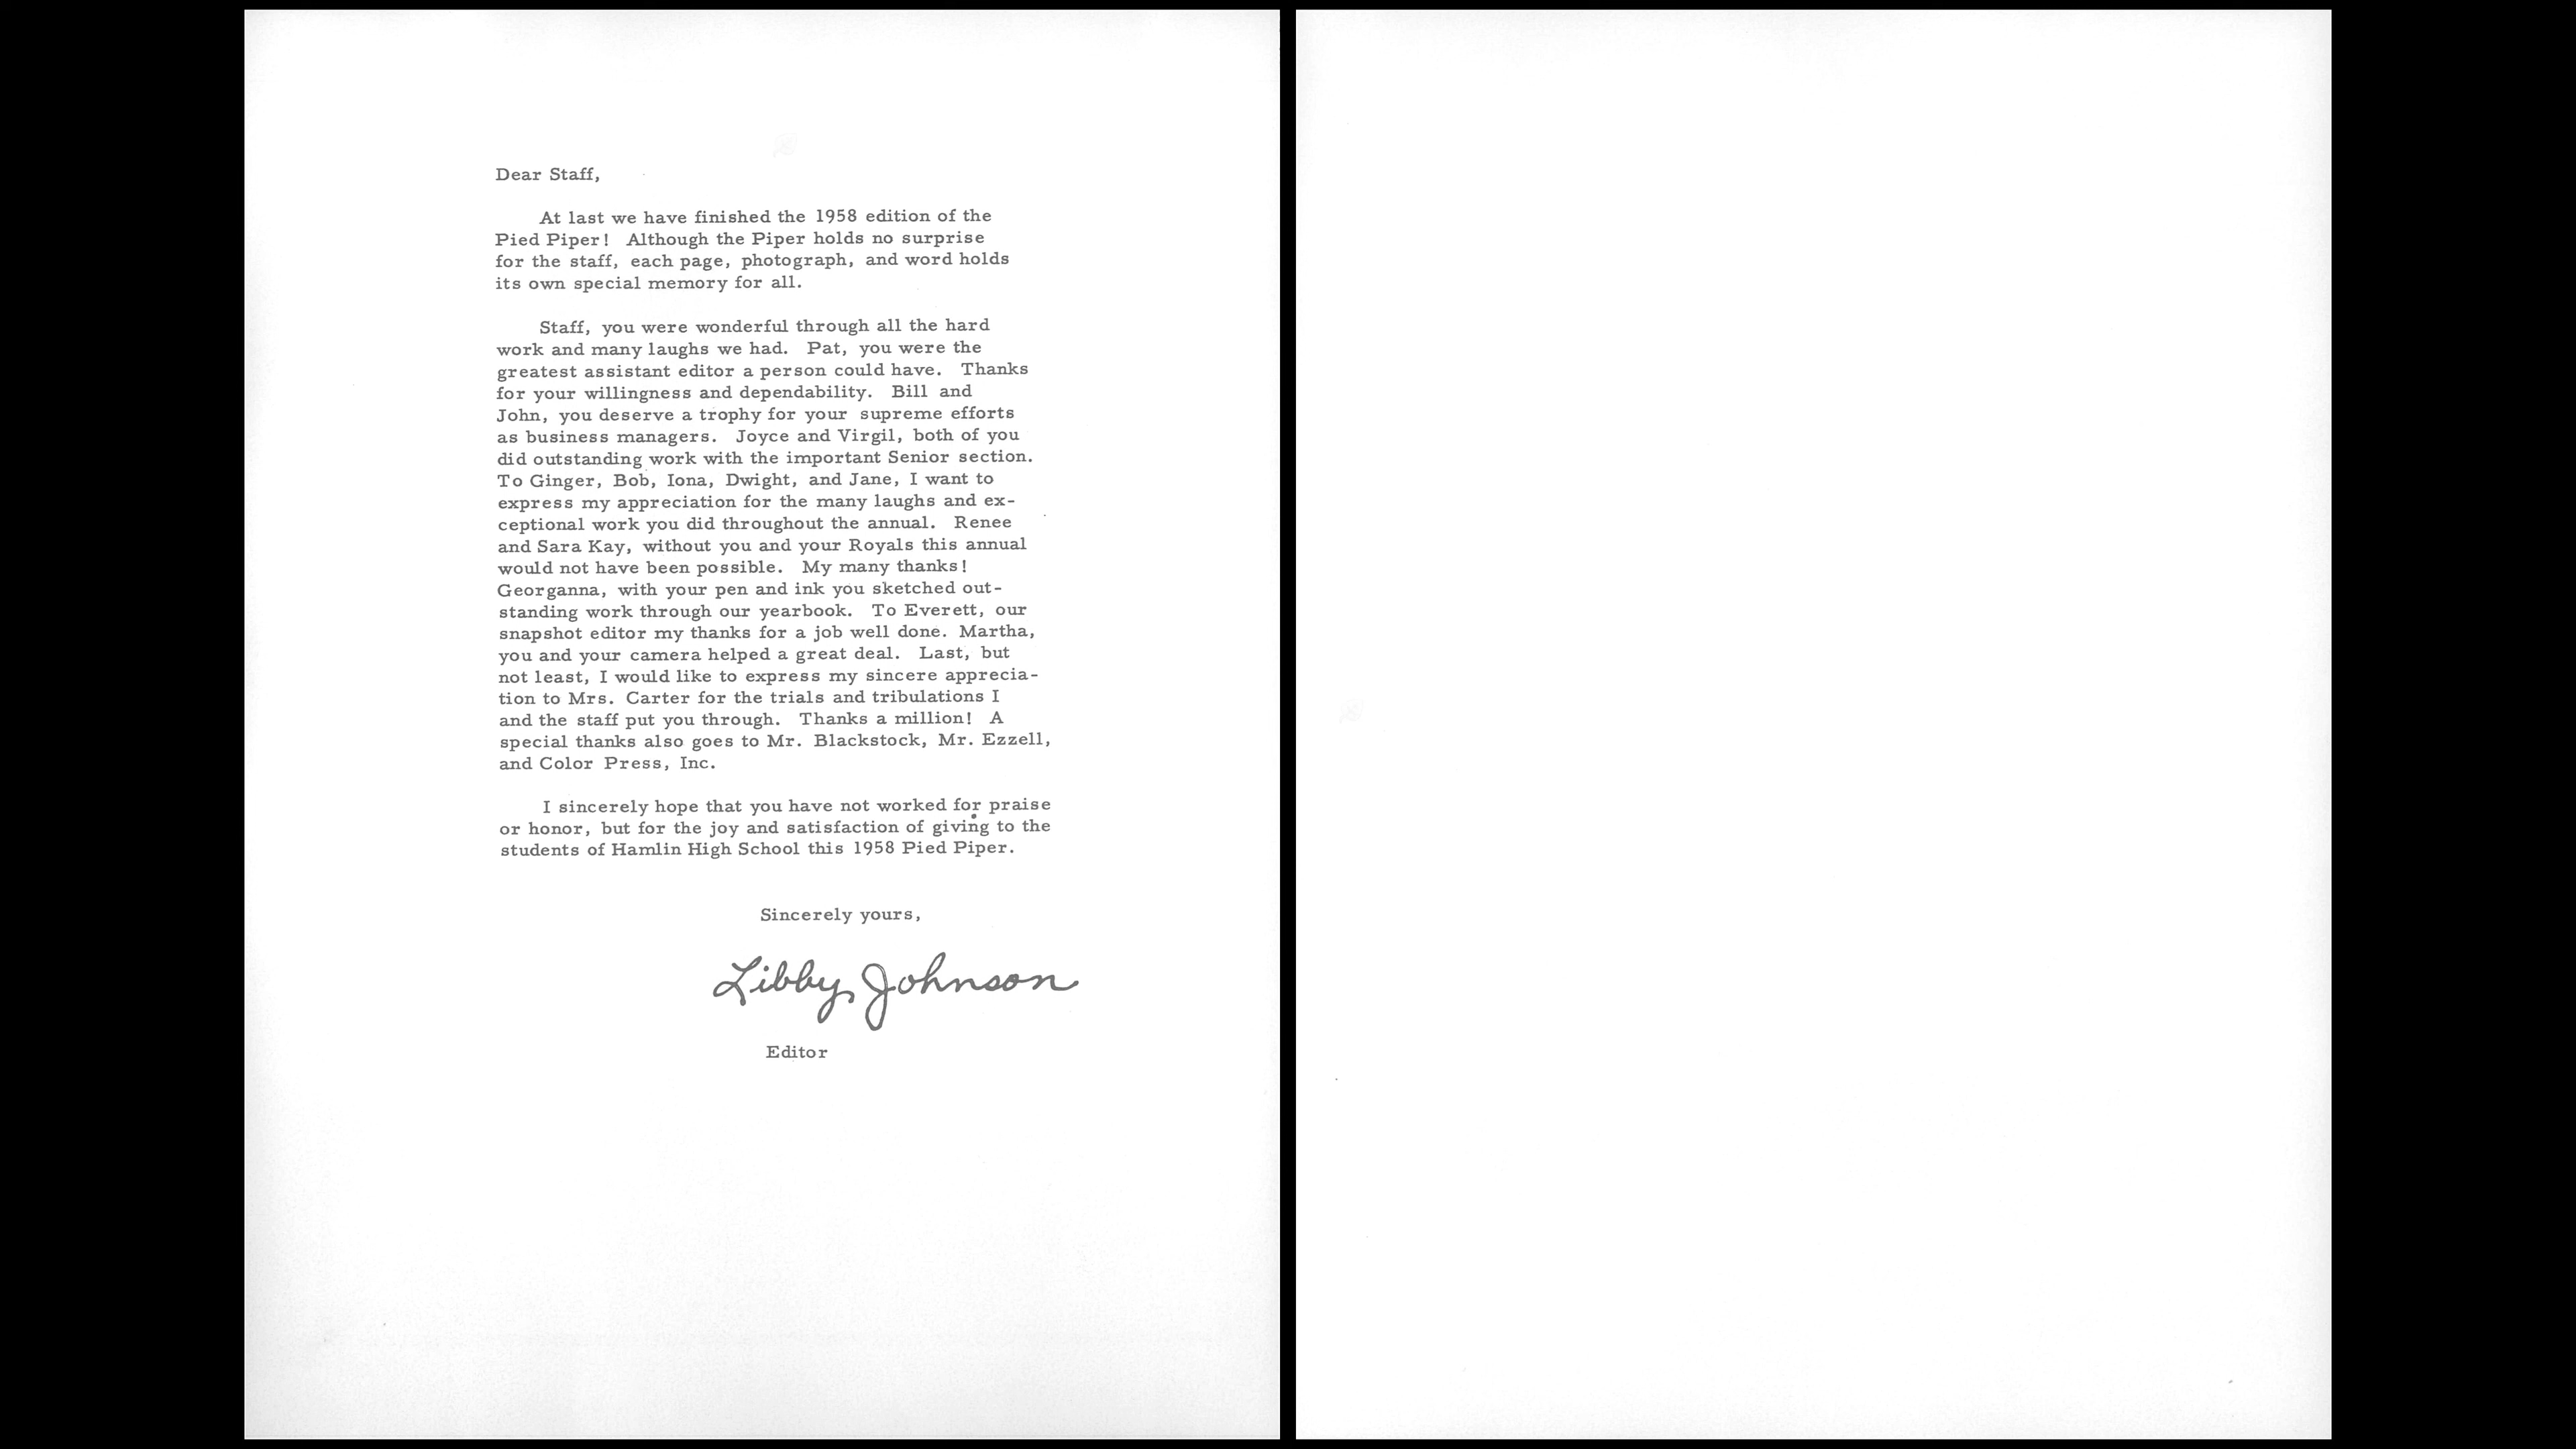 Dear Staff,
At last we have finished the 1958 edition of the
Pied Piper! Although the Piper holds no surprise
for the staff, each page, photograph, and word holds
its own special memory for all.
Staff, you were wonderful through all the hard
work and many laughs we had. Pat, you were the
greatest assistant editor a person could have. Thanks
for your willingness and dependability. Bill and
John, you deserve a trophy for your supreme efforts
as business managers. Joyce and Virgil, both of you
did outstanding work with the important Senior section.
To Ginger, Bob, Iona, Dwight, and Jane, I want to
express my appreciation for the many laughs and ex-
ceptional work you did throughout the annual. Renee
and Sara Kay, without you and your Royals this annual
would not have been possible. My many thanks!
Georganna, with your pen and ink you sketched out-
standing work through our yearbook. To Everett, our
snapshot editor my thanks for a job well done. Martha,
you and your camera helped a great deal. Last, but
not least, I would like to express my sincere apprecia-
tion to Mrs. Carter for the trials and tribulations I
and the staff put you through. Thanks a million! A
special thanks also goes to Mr. Blackstock, Mr. Ezzell,
and Color Press, Inc.
I sincerely hope that you have not worked for praise
or honor, but for the joy and satisfaction of giving to the
students of Hamlin High School this 1958 Pied Piper.
Sincerely yours,
Libby Johnson
Editor